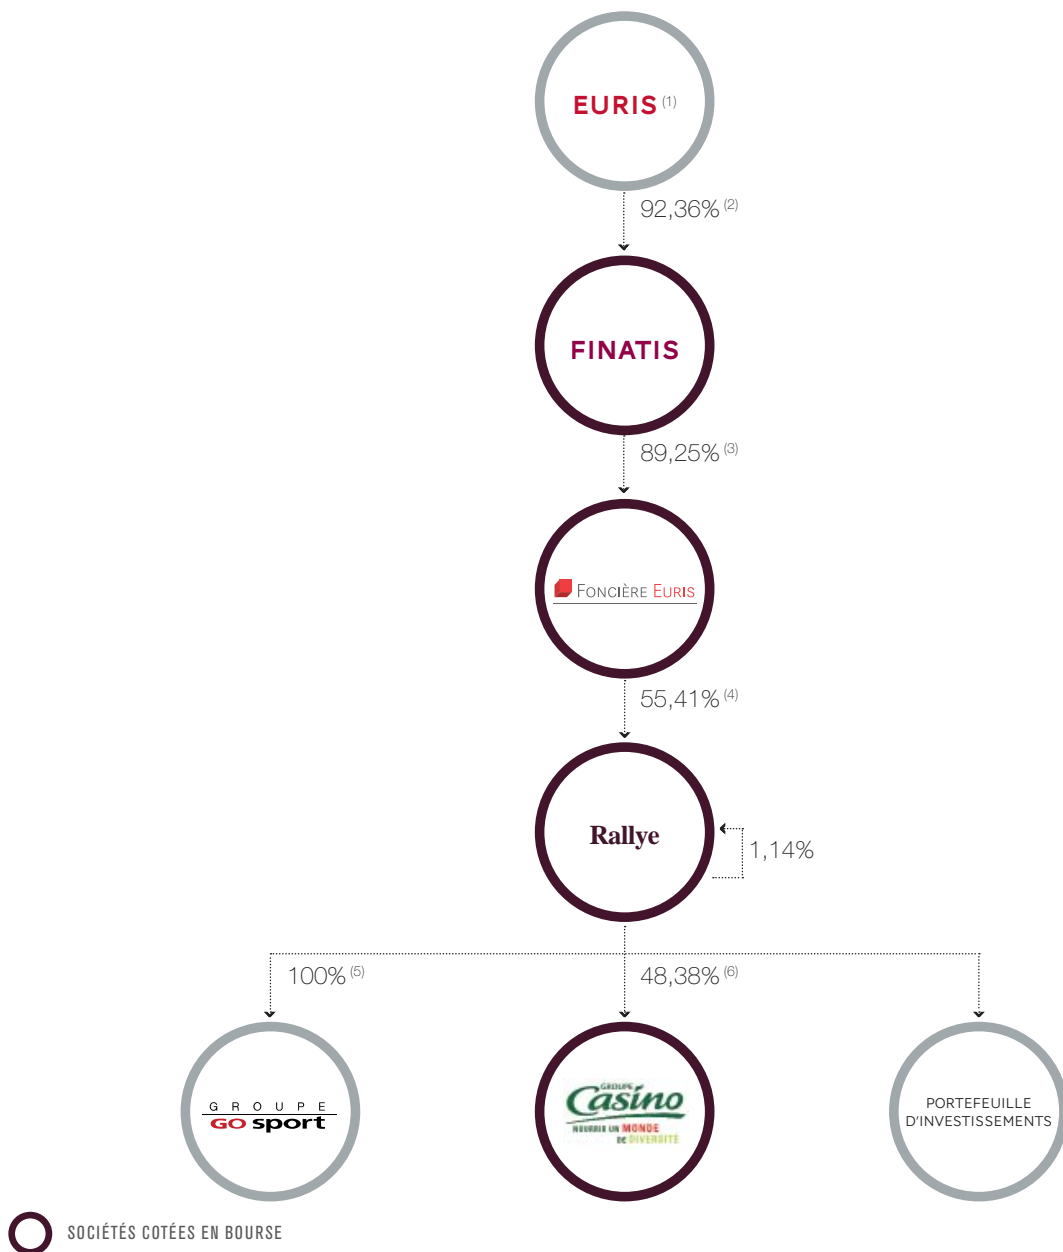 EURIS (1)
92,36% (2)
FINATIS
89,25% (3)
FONCIÈRE EURIS
55,41% (4)
Rallye
1,14%
100% (5)
48,38% (6)
GROUPE
GO sport
GROUPE
Casino
NOURRIR UN MONDE
DE DIVERSITÉ
PORTEFEUILLE
D'INVESTISSEMENTS
SOCIÉTÉS COTÉES EN BOURSE